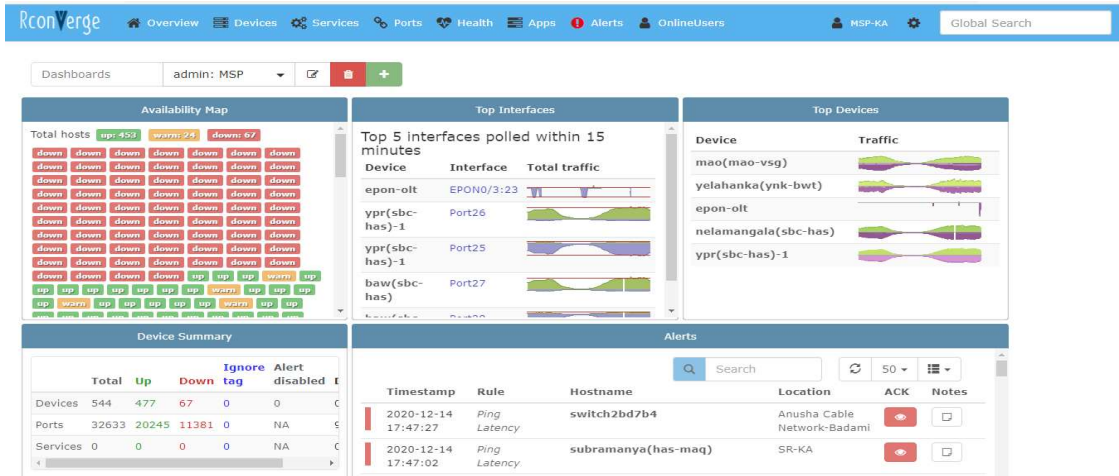 RconVerge Overview Devices Services Ports Health Apps Alerts OnlineUsers MSP-KA Global Search
Dashboards admin: MSP
Availability Map
Total hosts up: 453 warn: 24 down: 67
down down down down down down down
down down down down down down down
down down down down down down down
down down down down down down down
down down down down down down down
down down down down down down down
down down down down down down down
down down down down down down down
down down down down down down down
down down down down up up up warn up
up up up up up up up warn up up up
up warn up up up up up warn up up
Top Interfaces
Top 5 interfaces polled within 15
minutes
Device Interface Total traffic
epon-olt EPON0/3:23
ypr(sbc-
has)-1 Port26
ypr(sbc-
has)-1 Port25
baw(sbc-
has) Port27
Top Devices
Device Traffic
mao(mao-vsg)
yelahanka(ynk-bwt)
epon-olt
nelamangala(sbc-has)
ypr(sbc-has)-1
Device Summary
Total Up Down Ignore tag Alert disabled
Devices 544 477 67 0 0
Ports 32633 20245 11381 0 NA
Services 0 0 0 0 NA
Alerts
Search 50
Timestamp Rule Hostname Location ACK Notes
2020-12-14 17:47:27 Ping Latency switch2bd7b4 Anusha Cable Network-Badami
2020-12-14 17:47:02 Ping Latency subramanya(has-maq) SR-KA